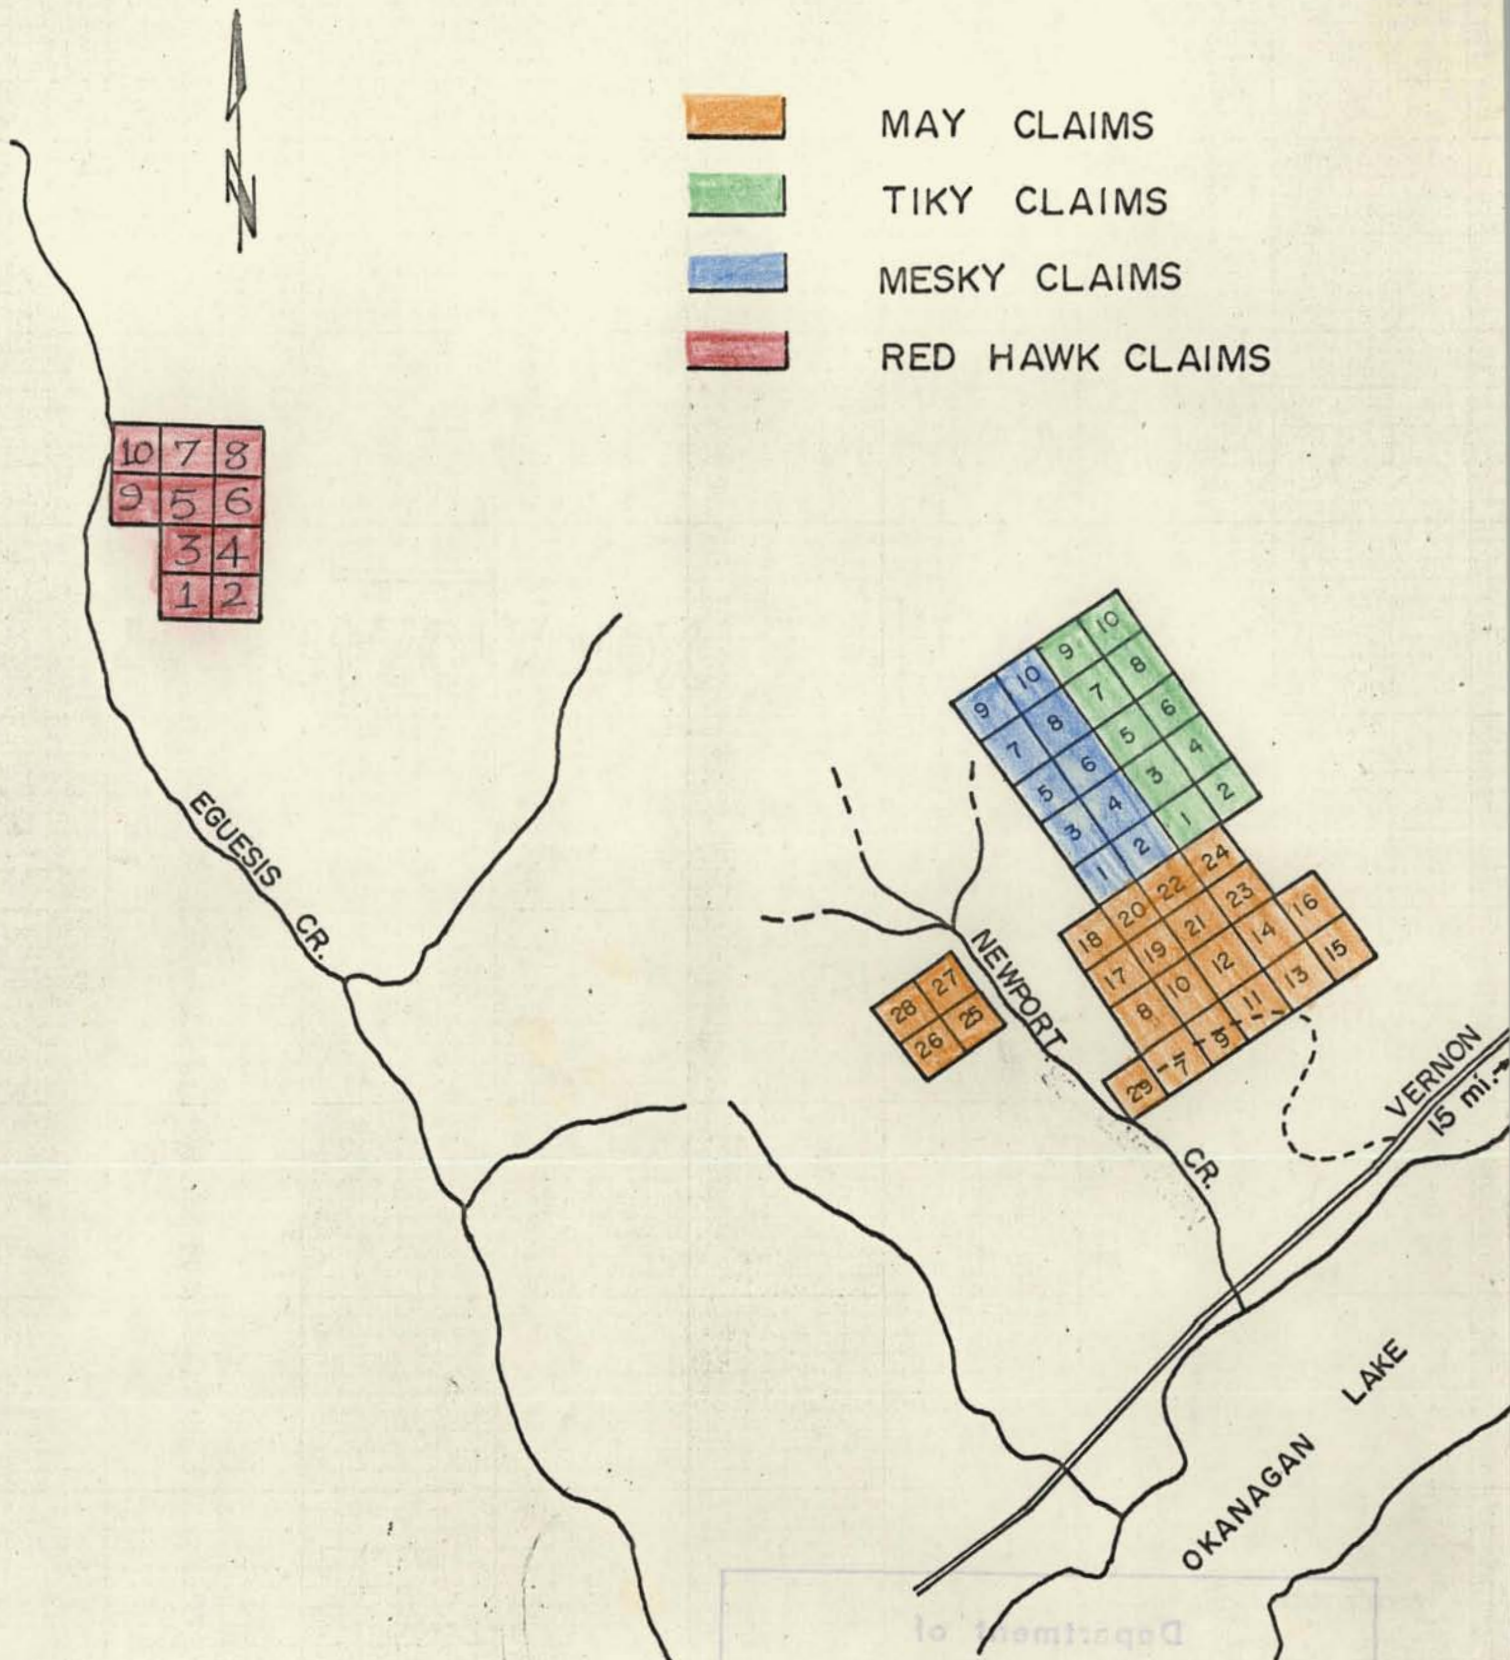 N
MAY CLAIMS
TIKY CLAIMS
MESKY CLAIMS
RED HAWK CLAIMS
10 7 8
9 5 6
3 4
1 2
EGUESIS CR.
9 10 9 10
7 8 7 8
5 6 5 6
3 4 3 4
1 2 1 2
18 20 22 24
17 19 21 23 16
8 10 12 14 15
29 7 9 11 13
28 27
26 25
NEWPORT CR.
VERNON
15 mi.
OKANAGAN LAKE
Department of